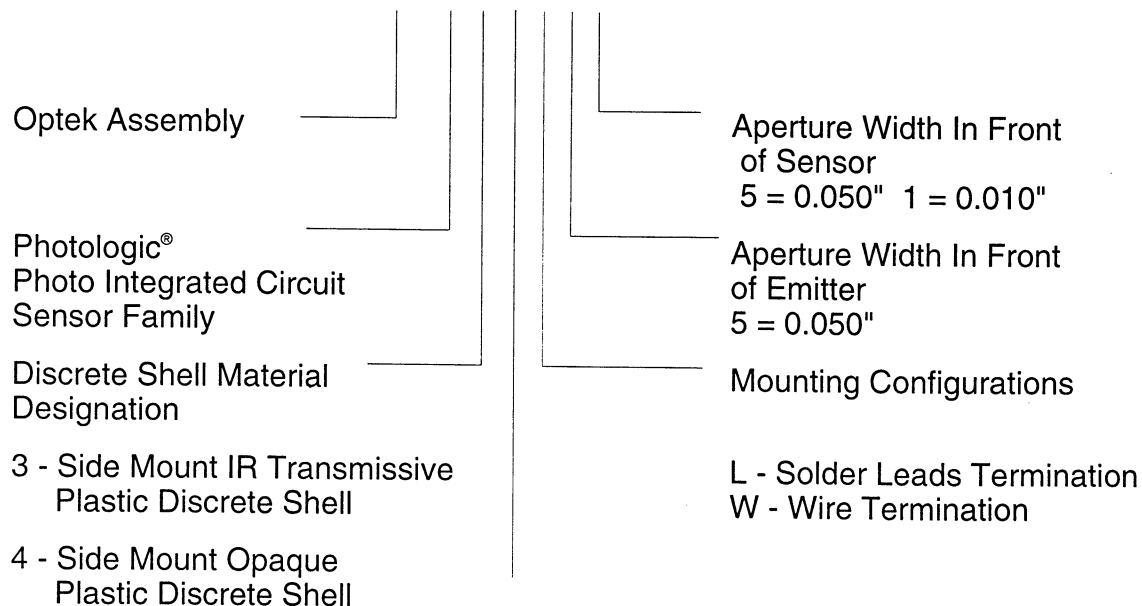 Optek Assembly
Photologic®
Photo Integrated Circuit
Sensor Family
Discrete Shell Material
Designation
3 - Side Mount IR Transmissive
Plastic Discrete Shell
4 - Side Mount Opaque
Plastic Discrete Shell
Aperture Width In Front
of Sensor
5 = 0.050" 1 = 0.010"
Aperture Width In Front
of Emitter
5 = 0.050"
Mounting Configurations
L - Solder Leads Termination
W - Wire Termination